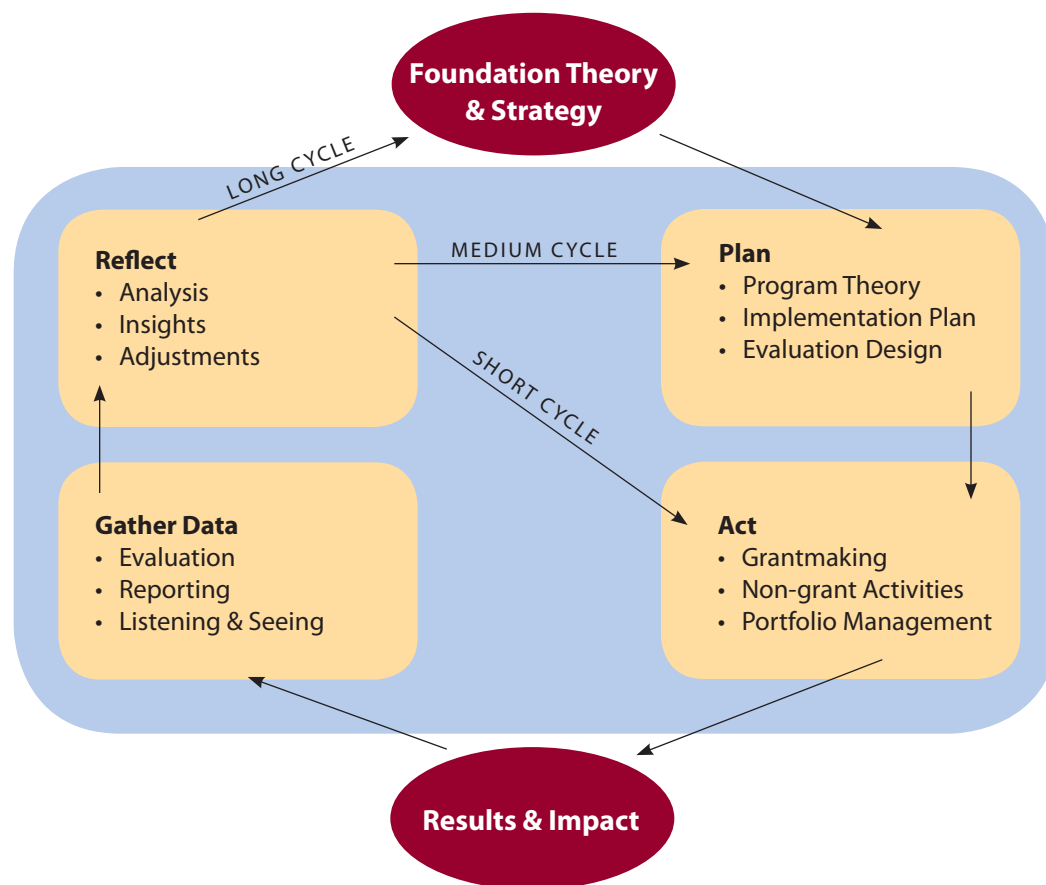 Foundation Theory
& Strategy
LONG CYCLE
MEDIUM CYCLE
SHORT CYCLE
Reflect
• Analysis
• Insights
• Adjustments
Plan
• Program Theory
• Implementation Plan
• Evaluation Design
Gather Data
• Evaluation
• Reporting
• Listening & Seeing
Act
• Grantmaking
• Non-grant Activities
• Portfolio Management
Results & Impact